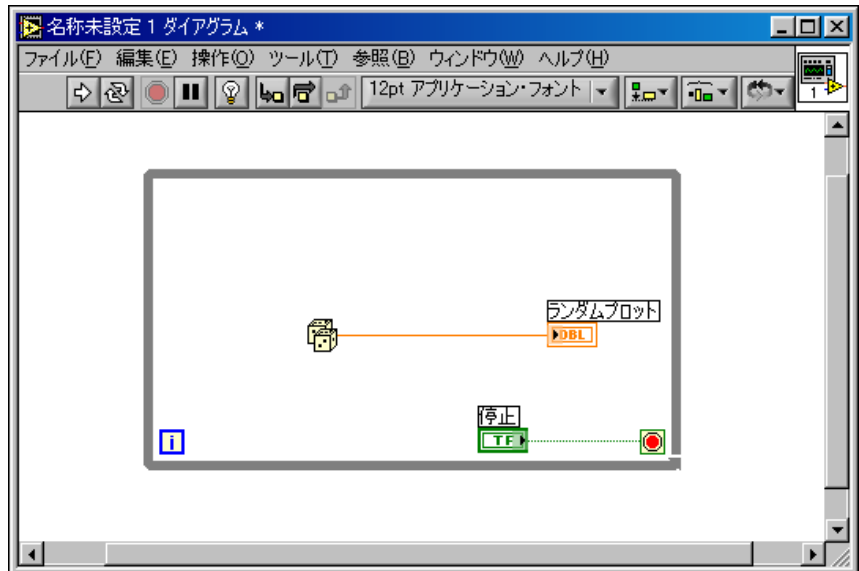 名称未設定 1 ダイアグラム *
ファイル(F) 編集(E) 操作(O) ツール(T) 参照(B) ウィンドウ(W) ヘルプ(H)
12pt アプリケーション・フォント
1
ランダムプロット
DBL
停止
TF
i